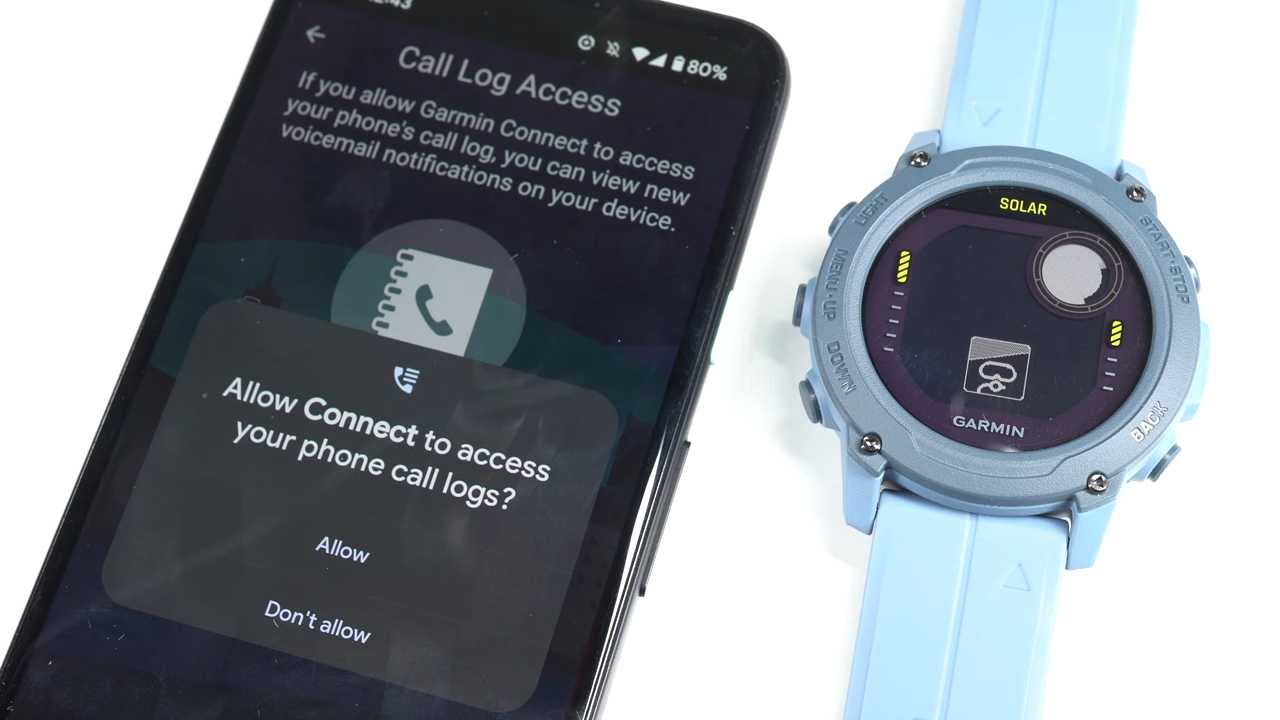 80%
Call Log Access
If you allow Garmin Connect to access
your phone's call log, you can view new
voicemail notifications on your device.
Allow Connect to access
your phone call logs?
Allow
Don't allow
SOLAR
LIGHT
MENU·UP
DOWN
START·STOP
BACK
GARMIN